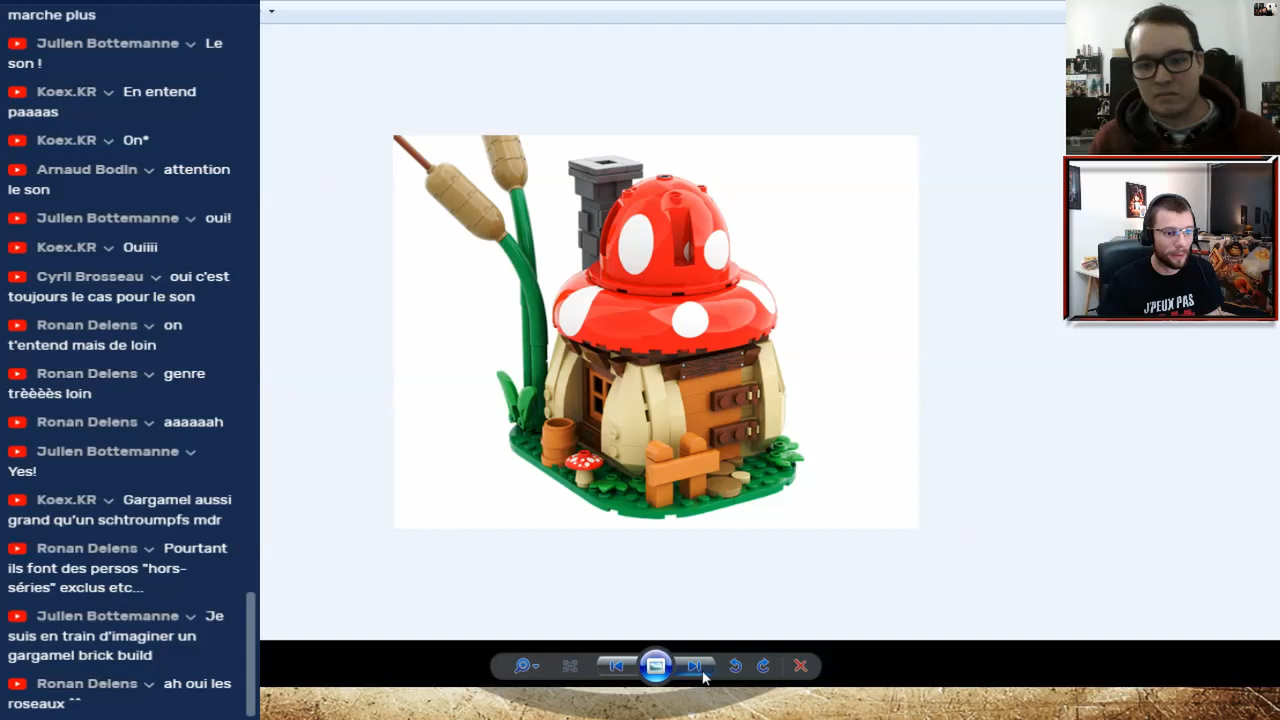 marche plus
Julien Bottemanne Le
son !
Koex.KR En entend
paaaas
Koex.KR On*
Arnaud Bodin attention
le son
Julien Bottemanne oui!
Koex.KR Ouiiii
Cyril Brosseau oui c'est
toujours le cas pour le son
Ronan Delens on
t'entend mais de loin
Ronan Delens genre
trèèèès loin
Ronan Delens aaaaaah
Julien Bottemanne
Yes!
Koex.KR Gargamel aussi
grand qu'un schtroumpfs mdr
Ronan Delens Pourtant
ils font des persos "hors-
séries" exclus etc...
Julien Bottemanne Je
suis en train d'imaginer un
gargamel brick build
Ronan Delens ah oui les
roseaux ^^
J'PEUX PAS